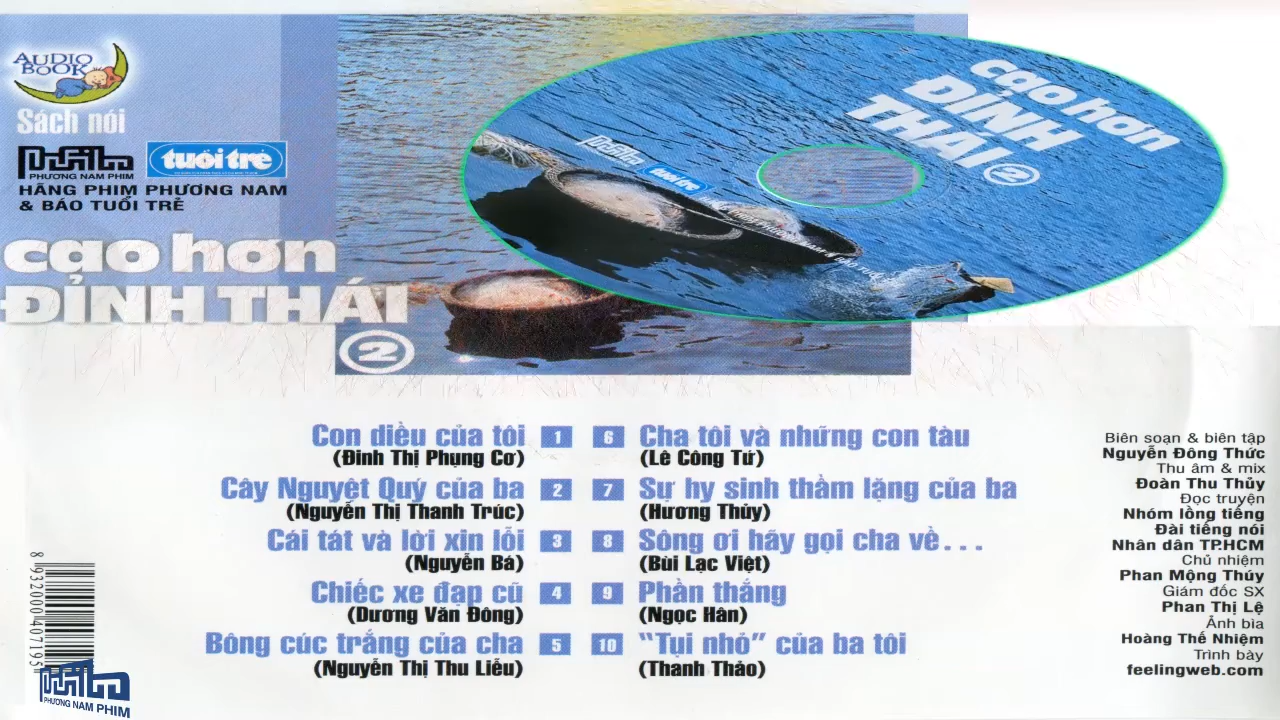 AUDIO
BOOK
Sách nói
PHƯƠNG NAM PHIM
tuổi trẻ
HÃNG PHIM PHƯƠNG NAM
& BÁO TUỔI TRẺ
cao hơn
ĐỈNH THÁI
2
cao hơn
ĐỈNH
THÁI 2
tuổi trẻ
Con diều của tôi 1
(Đinh Thị Phụng Cơ)
Cây Nguyệt Quý của ba 2
(Nguyễn Thị Thanh Trúc)
Cái tát và lời xin lỗi 3
(Nguyễn Bá)
Chiếc xe đạp cũ 4
(Dương Văn Đông)
Bông cúc trắng của cha 5
(Nguyễn Thị Thu Liễu)
6 Cha tôi và những con tàu
(Lê Công Tứ)
7 Sự hy sinh thầm lặng của ba
(Hương Thủy)
8 Sông ơi hãy gọi cha về...
(Bùi Lạc Việt)
9 Phần thắng
(Ngọc Hân)
10 “Tụi nhỏ” của ba tôi
(Thanh Thảo)
Biên soạn & biên tập
Nguyễn Đông Thức
Thu âm & mix
Đoàn Thu Thủy
Đọc truyện
Nhóm lồng tiếng
Đài tiếng nói
Nhân dân TP.HCM
Chủ nhiệm
Phan Mộng Thúy
Giám đốc SX
Phan Thị Lệ
Ảnh bìa
Hoàng Thế Nhiệm
Trình bày
feelingweb.com
8 932000 407195
PHƯƠNG NAM PHIM